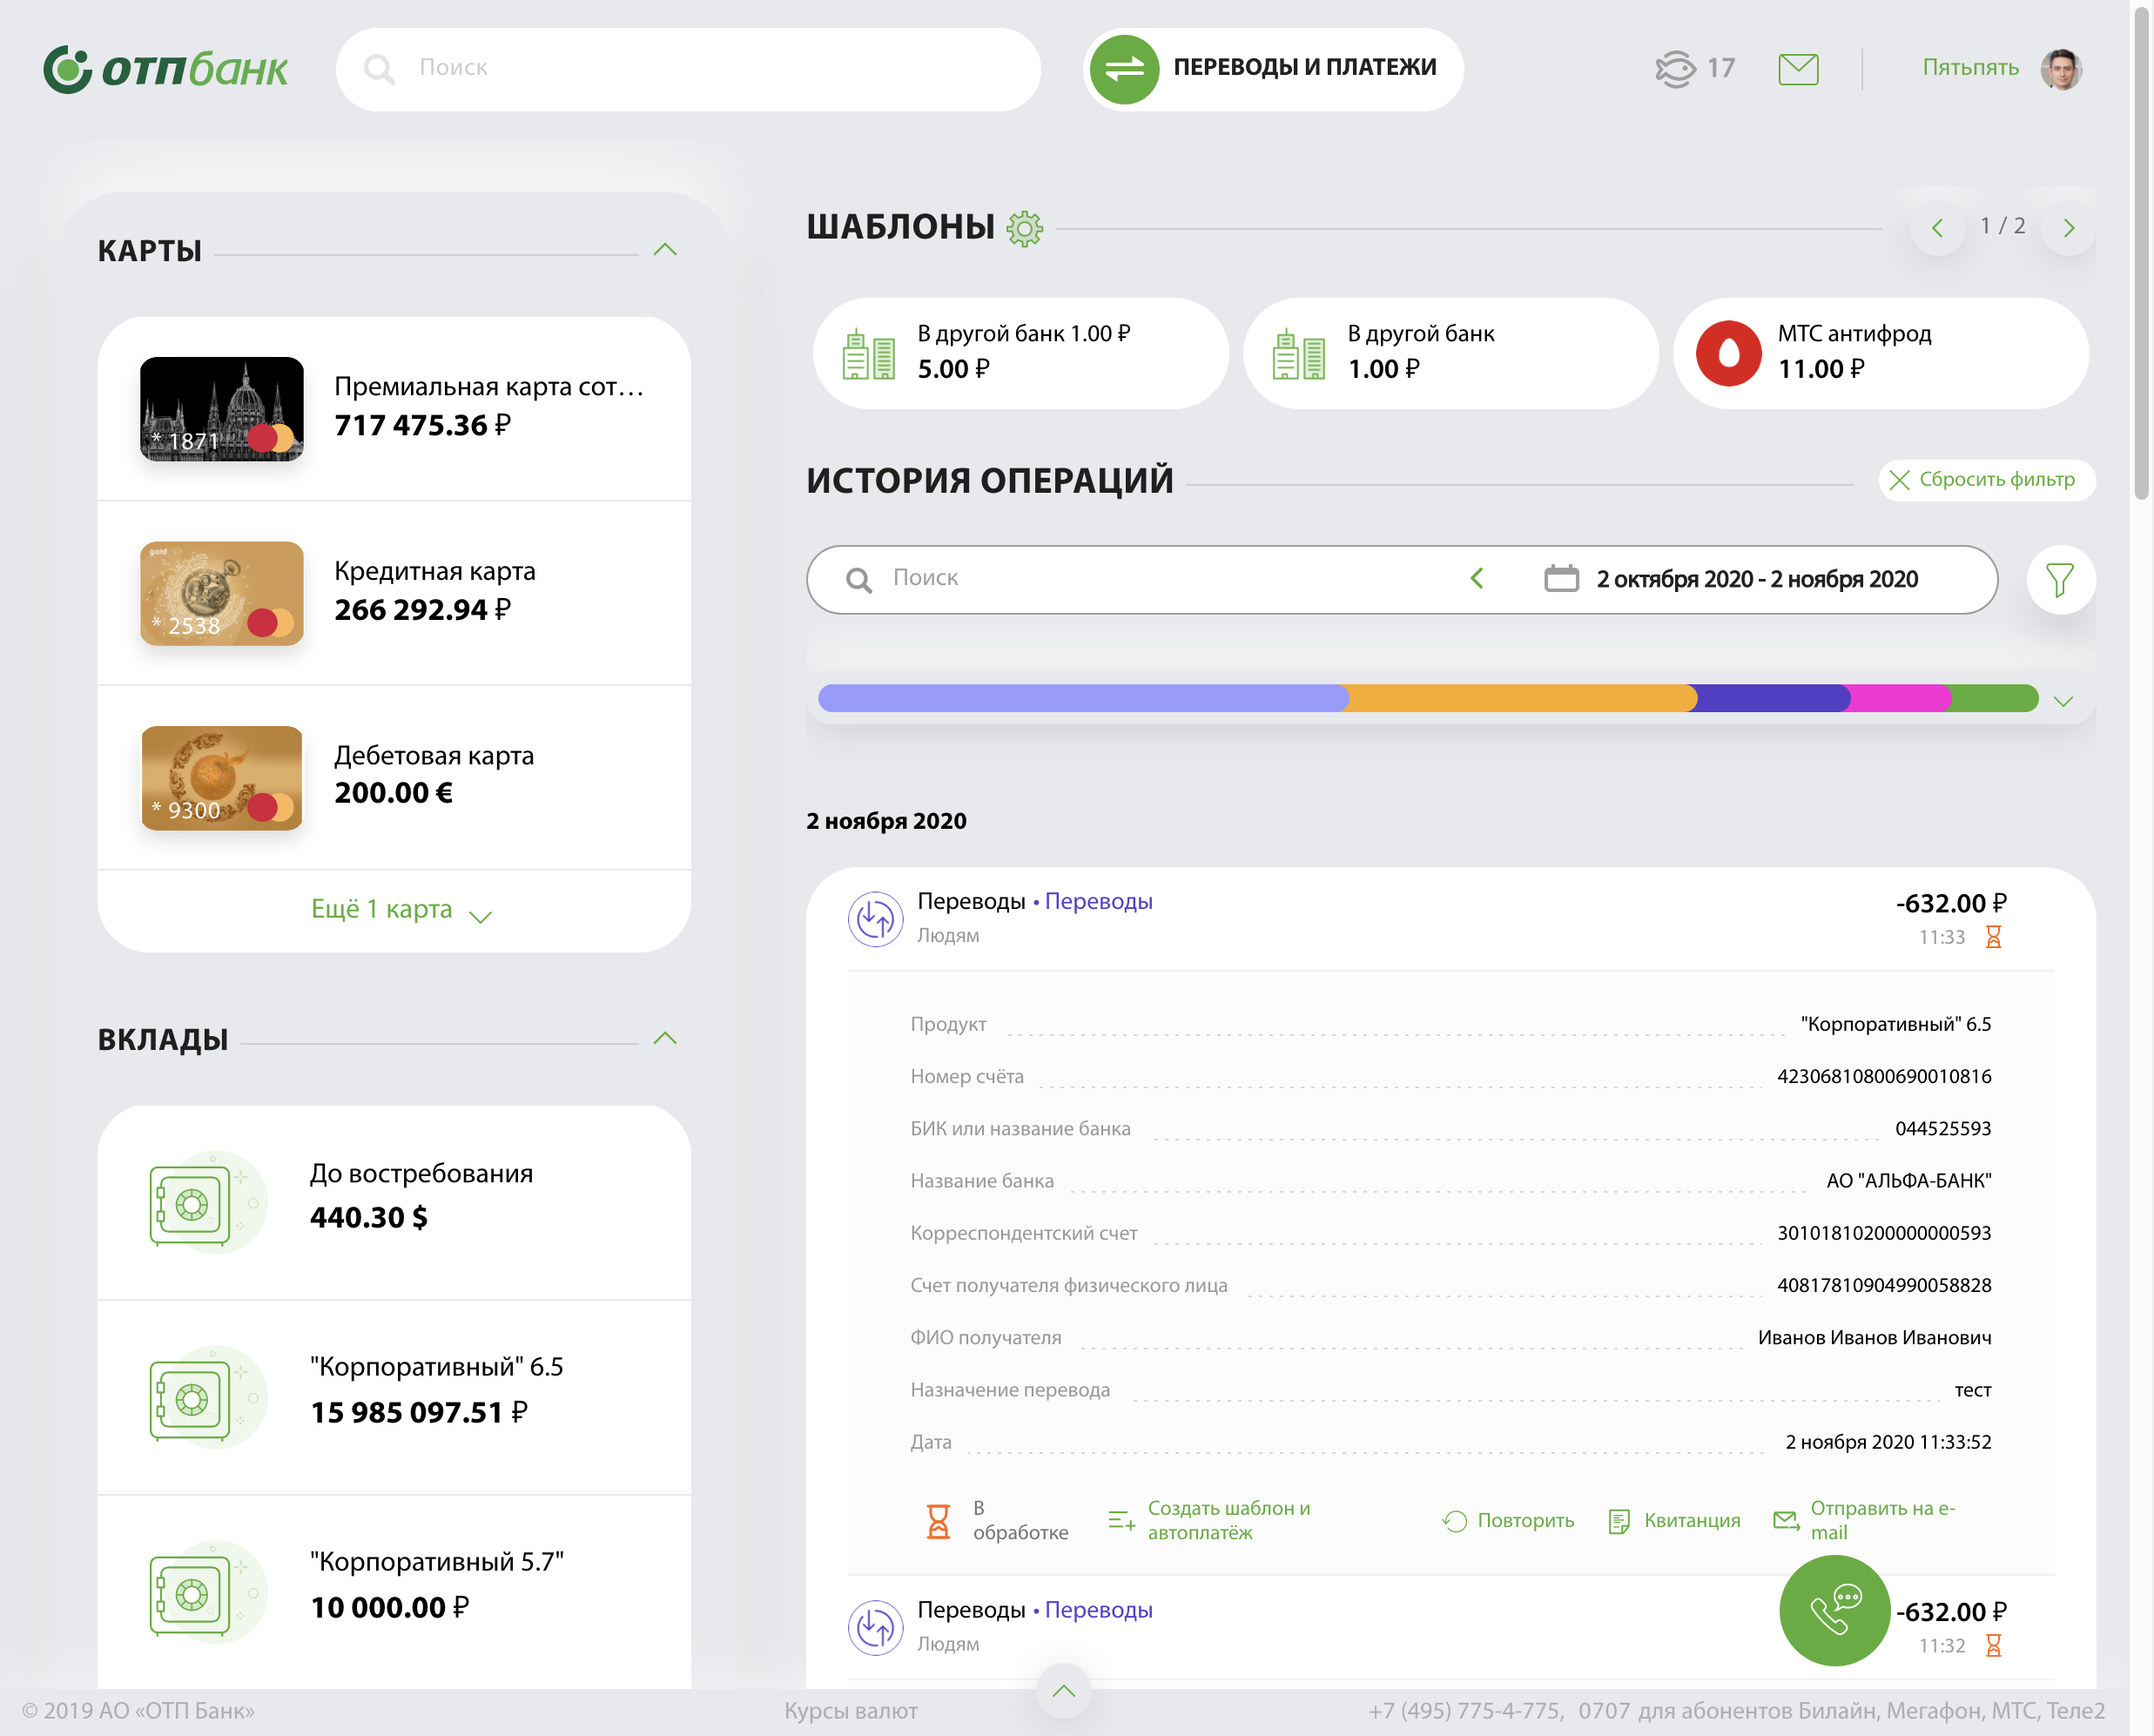 отпбанк
Поиск
ПЕРЕВОДЫ И ПЛАТЕЖИ
17
Пятьпять
КАРТЫ
* 1871
Премиальная карта сот…
717 475.36 ₽
gold
* 2538
Кредитная карта
266 292.94 ₽
* 9300
Дебетовая карта
200.00 €
Ещё 1 карта
ВКЛАДЫ
До востребования
440.30 $
"Корпоративный" 6.5
15 985 097.51 ₽
"Корпоративный 5.7"
10 000.00 ₽
ШАБЛОНЫ
1 / 2
В другой банк 1.00 ₽
5.00 ₽
В другой банк
1.00 ₽
МТС антифрод
11.00 ₽
ИСТОРИЯ ОПЕРАЦИЙ
Сбросить фильтр
Поиск
2 октября 2020 - 2 ноября 2020
2 ноября 2020
Переводы • Переводы
Людям
-632.00 ₽
11:33
Продукт "Корпоративный" 6.5
Номер счёта 42306810800690010816
БИК или название банка 044525593
Название банка АО "АЛЬФА-БАНК"
Корреспондентский счет 30101810200000000593
Счет получателя физического лица 40817810904990058828
ФИО получателя Иванов Иванов Иванович
Назначение перевода тест
Дата 2 ноября 2020 11:33:52
В
обработке
Создать шаблон и
автоплатёж
Повторить
Квитанция
Отправить на e-
mail
Переводы • Переводы
Людям
-632.00 ₽
11:32
© 2019 АО «ОТП Банк»
Курсы валют
+7 (495) 775-4-775, 0707 для абонентов Билайн, Мегафон, МТС, Теле2